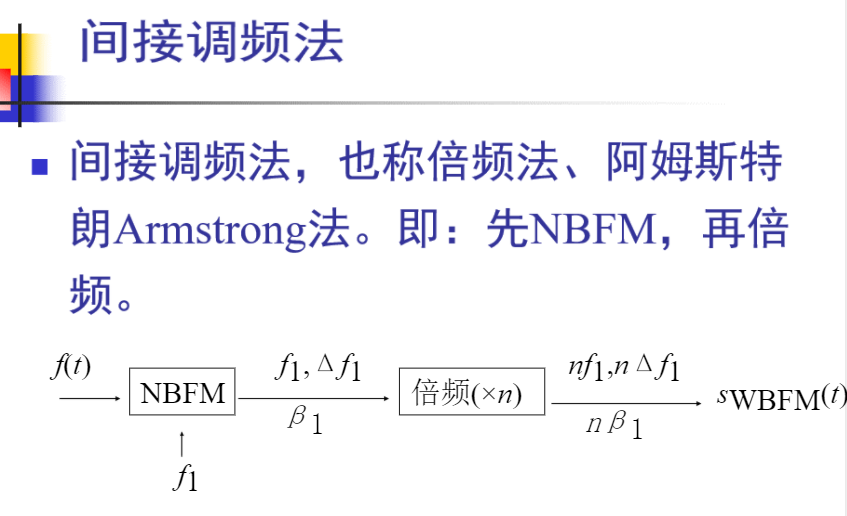 间接调频法
间接调频法，也称倍频法、阿姆斯特
朗Armstrong法。即：先NBFM，再倍
频。
f(t)
NBFM
f1, Δf1
β1
倍频(×n)
nf1,nΔf1
nβ1
sWBFM(t)
f1